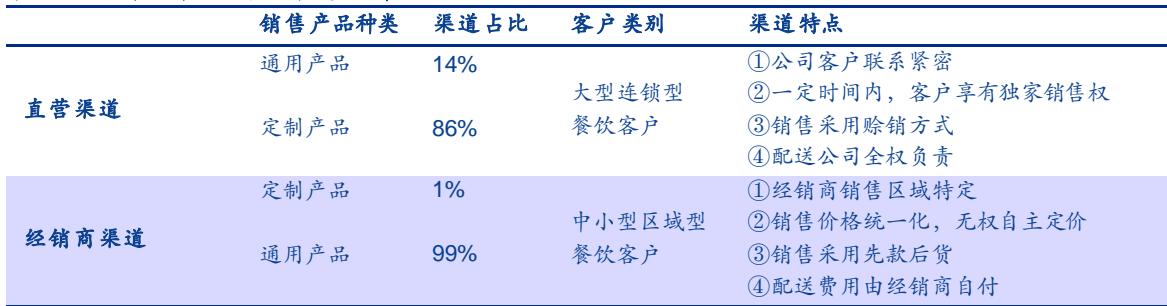 销售产品种类 渠道占比 客户类别 渠道特点
通用产品 14% ①公司客户联系紧密
直营渠道 大型连锁型 ②一定时间内，客户享有独家销售权
定制产品 86% 餐饮客户 ③销售采用赊销方式
④配送公司全权负责
定制产品 1% ①经销商销售区域特定
经销商渠道 中小型区域型 ②销售价格统一化，无权自主定价
通用产品 99% 餐饮客户 ③销售采用先款后货
④配送费用由经销商自付